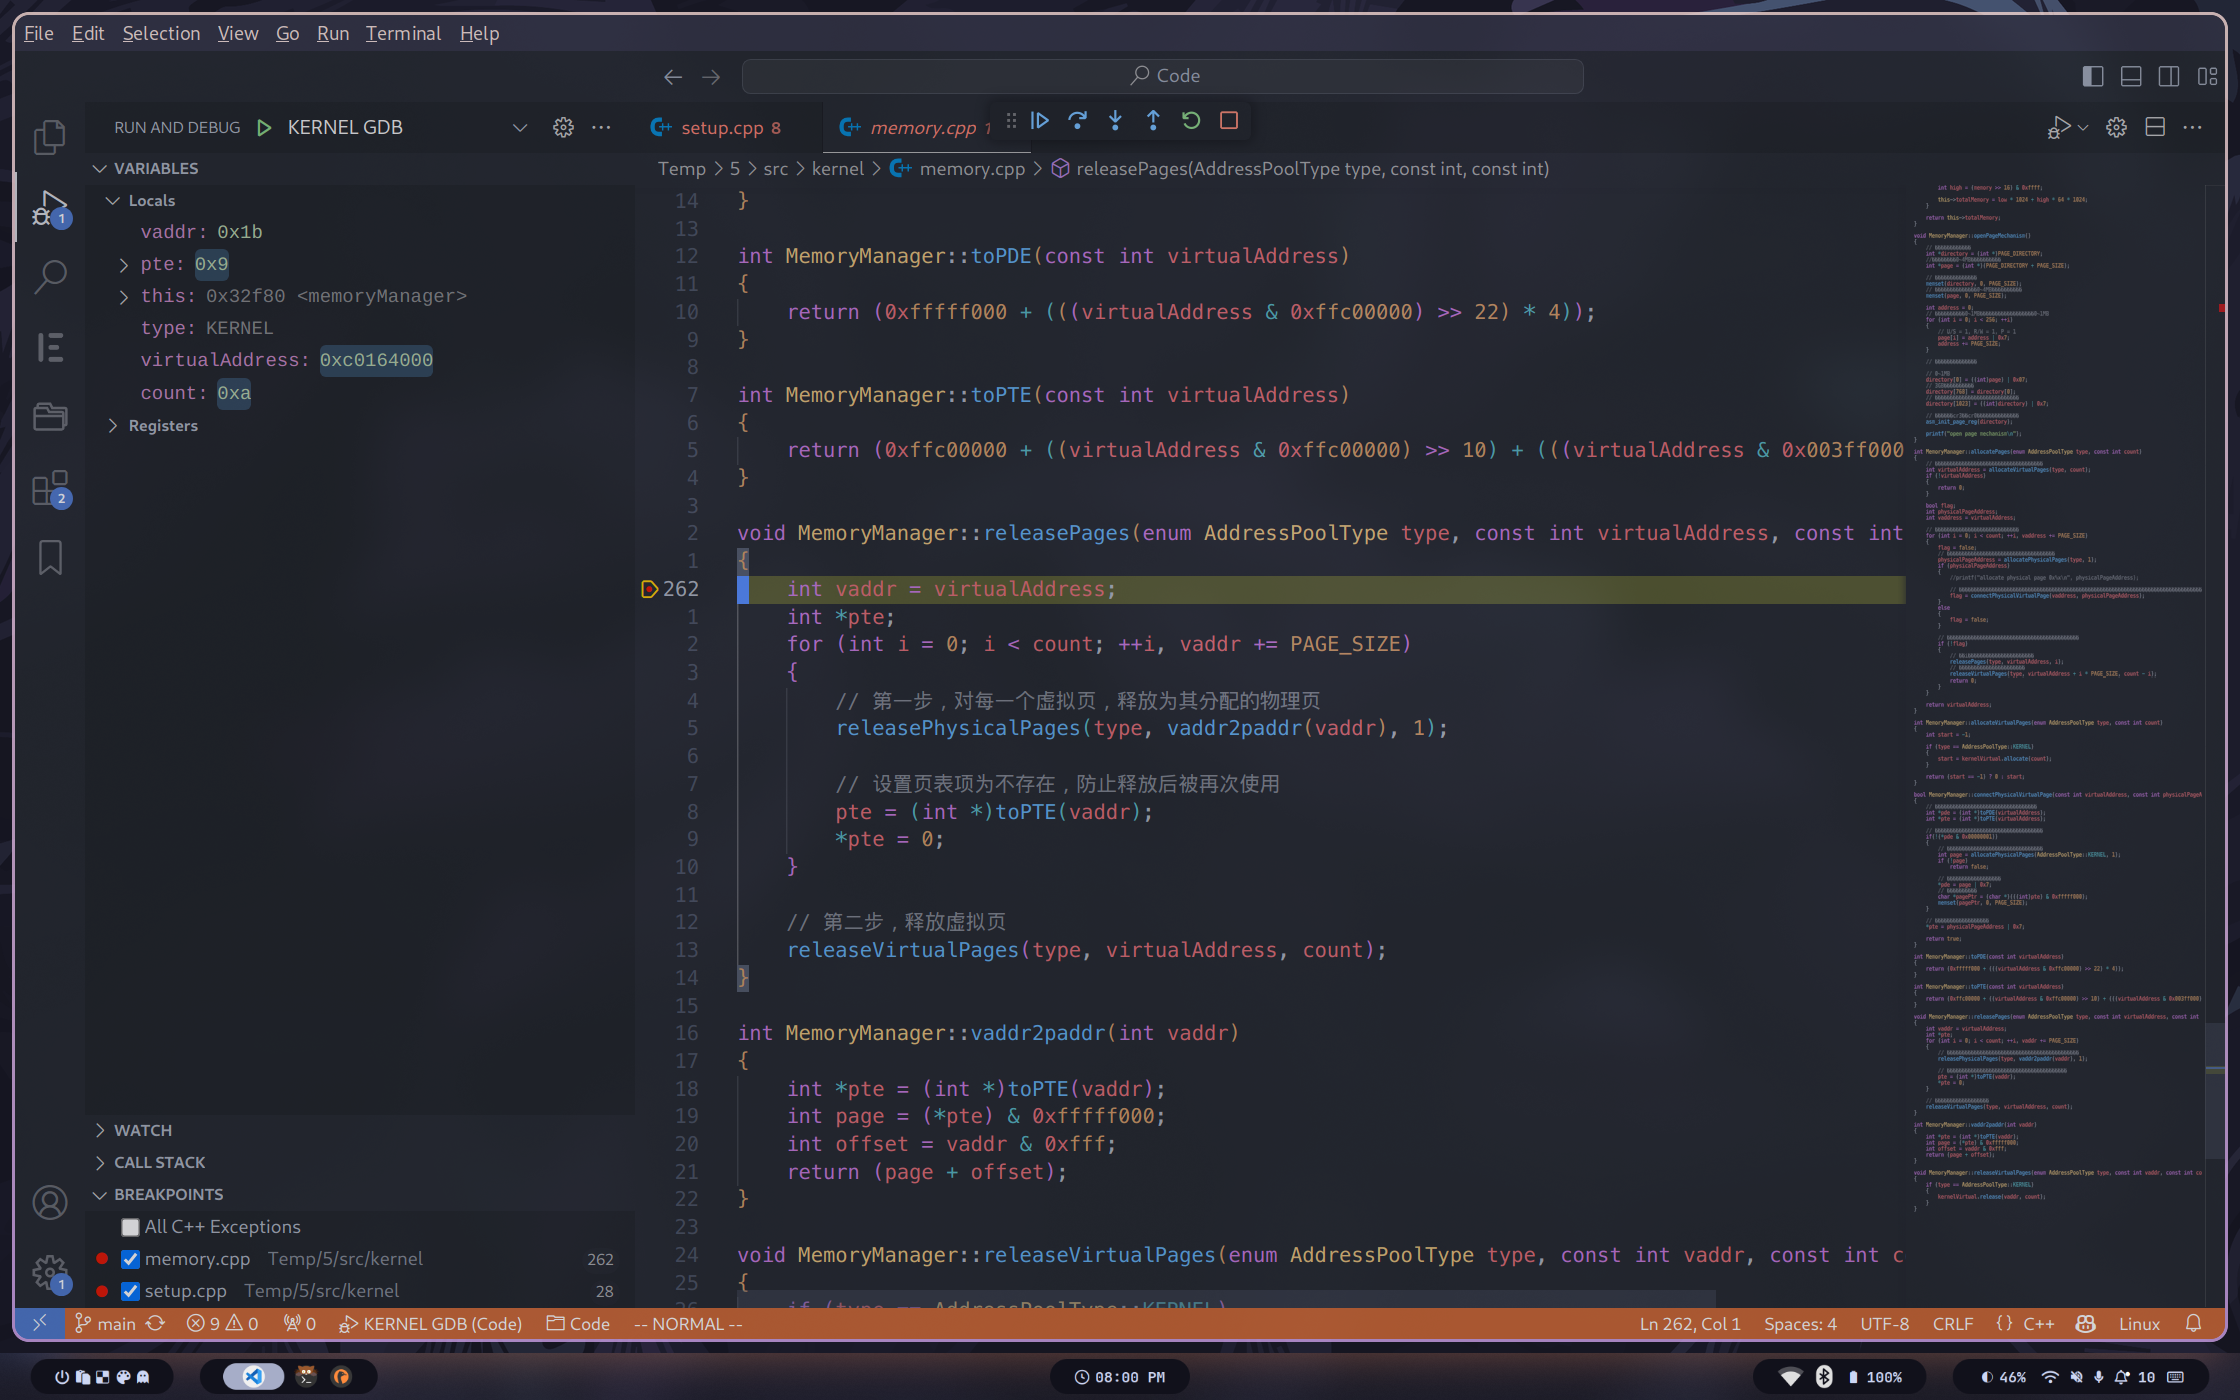 File Edit Selection View Go Run Terminal Help
Code
RUN AND DEBUG KERNEL GDB
setup.cpp 8
memory.cpp
VARIABLES
Temp > 5 > src > kernel > memory.cpp > releasePages(AddressPoolType type, const int, const int)
Locals
vaddr: 0x1b
pte: 0x9
this: 0x32f80 <memoryManager>
type: KERNEL
virtualAddress: 0xc0164000
count: 0xa
Registers
14 }
13
12 int MemoryManager::toPDE(const int virtualAddress)
11 {
10 return (0xfffff000 + (((virtualAddress & 0xffc00000) >> 22) * 4));
9 }
8
7 int MemoryManager::toPTE(const int virtualAddress)
6 {
5 return (0xffc00000 + ((virtualAddress & 0xffc00000) >> 10) + (((virtualAddress & 0x003ff000
4 }
3
2 void MemoryManager::releasePages(enum AddressPoolType type, const int virtualAddress, const int
1 {
262 int vaddr = virtualAddress;
1 int *pte;
2 for (int i = 0; i < count; ++i, vaddr += PAGE_SIZE)
3 {
4 // 第一步，对每一个虚拟页，释放为其分配的物理页
5 releasePhysicalPages(type, vaddr2paddr(vaddr), 1);
6
7 // 设置页表项为不存在，防止释放后被再次使用
8 pte = (int *)toPTE(vaddr);
9 *pte = 0;
10 }
11
12 // 第二步，释放虚拟页
13 releaseVirtualPages(type, virtualAddress, count);
14 }
15
16 int MemoryManager::vaddr2paddr(int vaddr)
17 {
18 int *pte = (int *)toPTE(vaddr);
19 int page = (*pte) & 0xfffff000;
20 int offset = vaddr & 0xfff;
21 return (page + offset);
22 }
23
24 void MemoryManager::releaseVirtualPages(enum AddressPoolType type, const int vaddr, const int c
25 {
26 if (type == AddressPoolType::KERNEL)
WATCH
CALL STACK
BREAKPOINTS
All C++ Exceptions
memory.cpp Temp/5/src/kernel 262
setup.cpp Temp/5/src/kernel 28
1
2
1
main 9 0 0 KERNEL GDB (Code) Code -- NORMAL -- Ln 262, Col 1 Spaces: 4 UTF-8 CRLF {} C++ Linux
08:00 PM 100% 46% 10